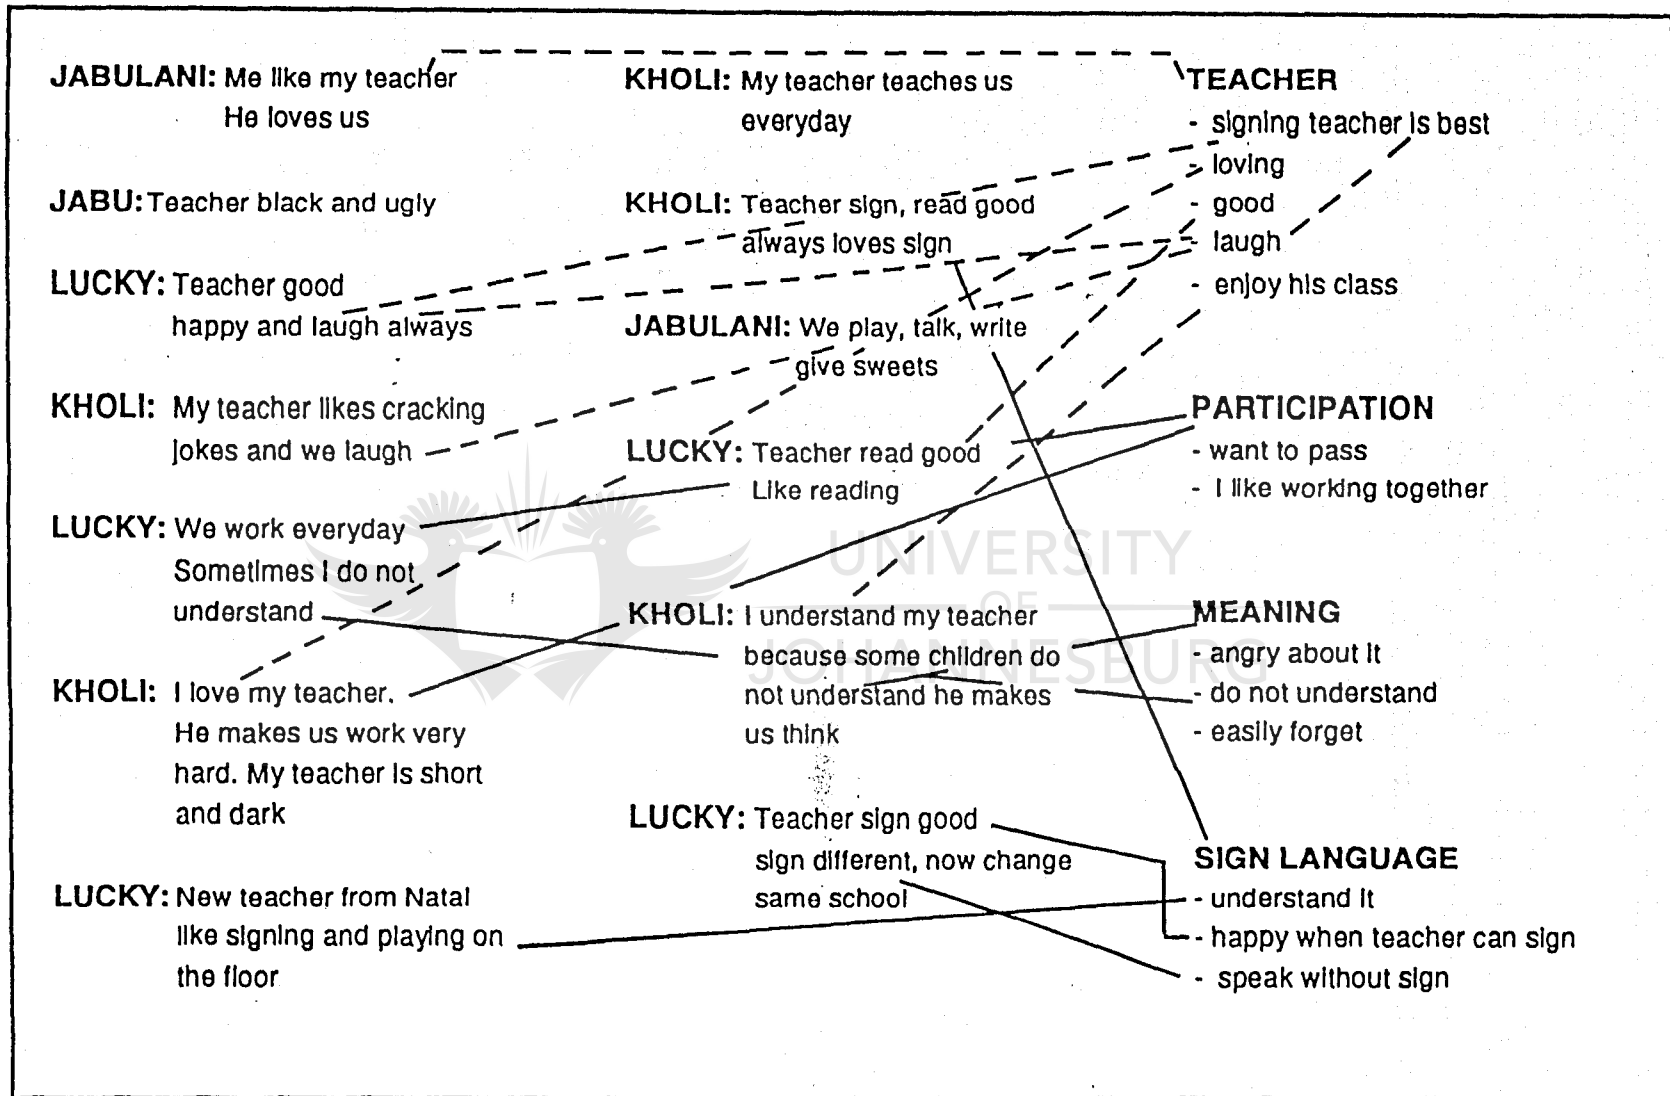 JABULANI: Me like my teacher
He loves us
JABU: Teacher black and ugly
LUCKY: Teacher good
happy and laugh always
KHOLI: My teacher likes cracking
jokes and we laugh
LUCKY: We work everyday
Sometimes I do not
understand
KHOLI: I love my teacher.
He makes us work very
hard. My teacher is short
and dark
LUCKY: New teacher from Natal
like signing and playing on
the floor
KHOLI: My teacher teaches us
everyday
KHOLI: Teacher sign, read good
always loves sign
JABULANI: We play, talk, write
give sweets
LUCKY: Teacher read good
Like reading
KHOLI: I understand my teacher
because some children do
not understand he makes
us think
LUCKY: Teacher sign good
sign different, now change
same school
TEACHER
- signing teacher is best
- loving
- good
- laugh
- enjoy his class
PARTICIPATION
- want to pass
- I like working together
MEANING
- angry about it
- do not understand
- easily forget
SIGN LANGUAGE
- understand it
- happy when teacher can sign
- speak without sign
UNIVERSITY
OF
JOHANNESBURG